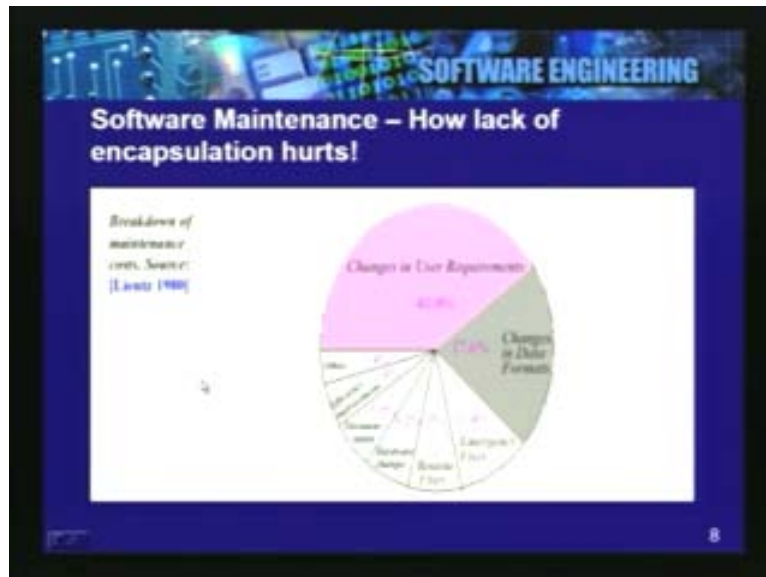 SOFTWARE ENGINEERING
Software Maintenance – How lack of
encapsulation hurts!
Breakdown of
maintenance
costs. Source:
[Lientz 1980]
Changes in User Requirements
Changes
in Data
Formats
Emergency
Fixes
Routine
Fixes
Hardware
changes
Other
8